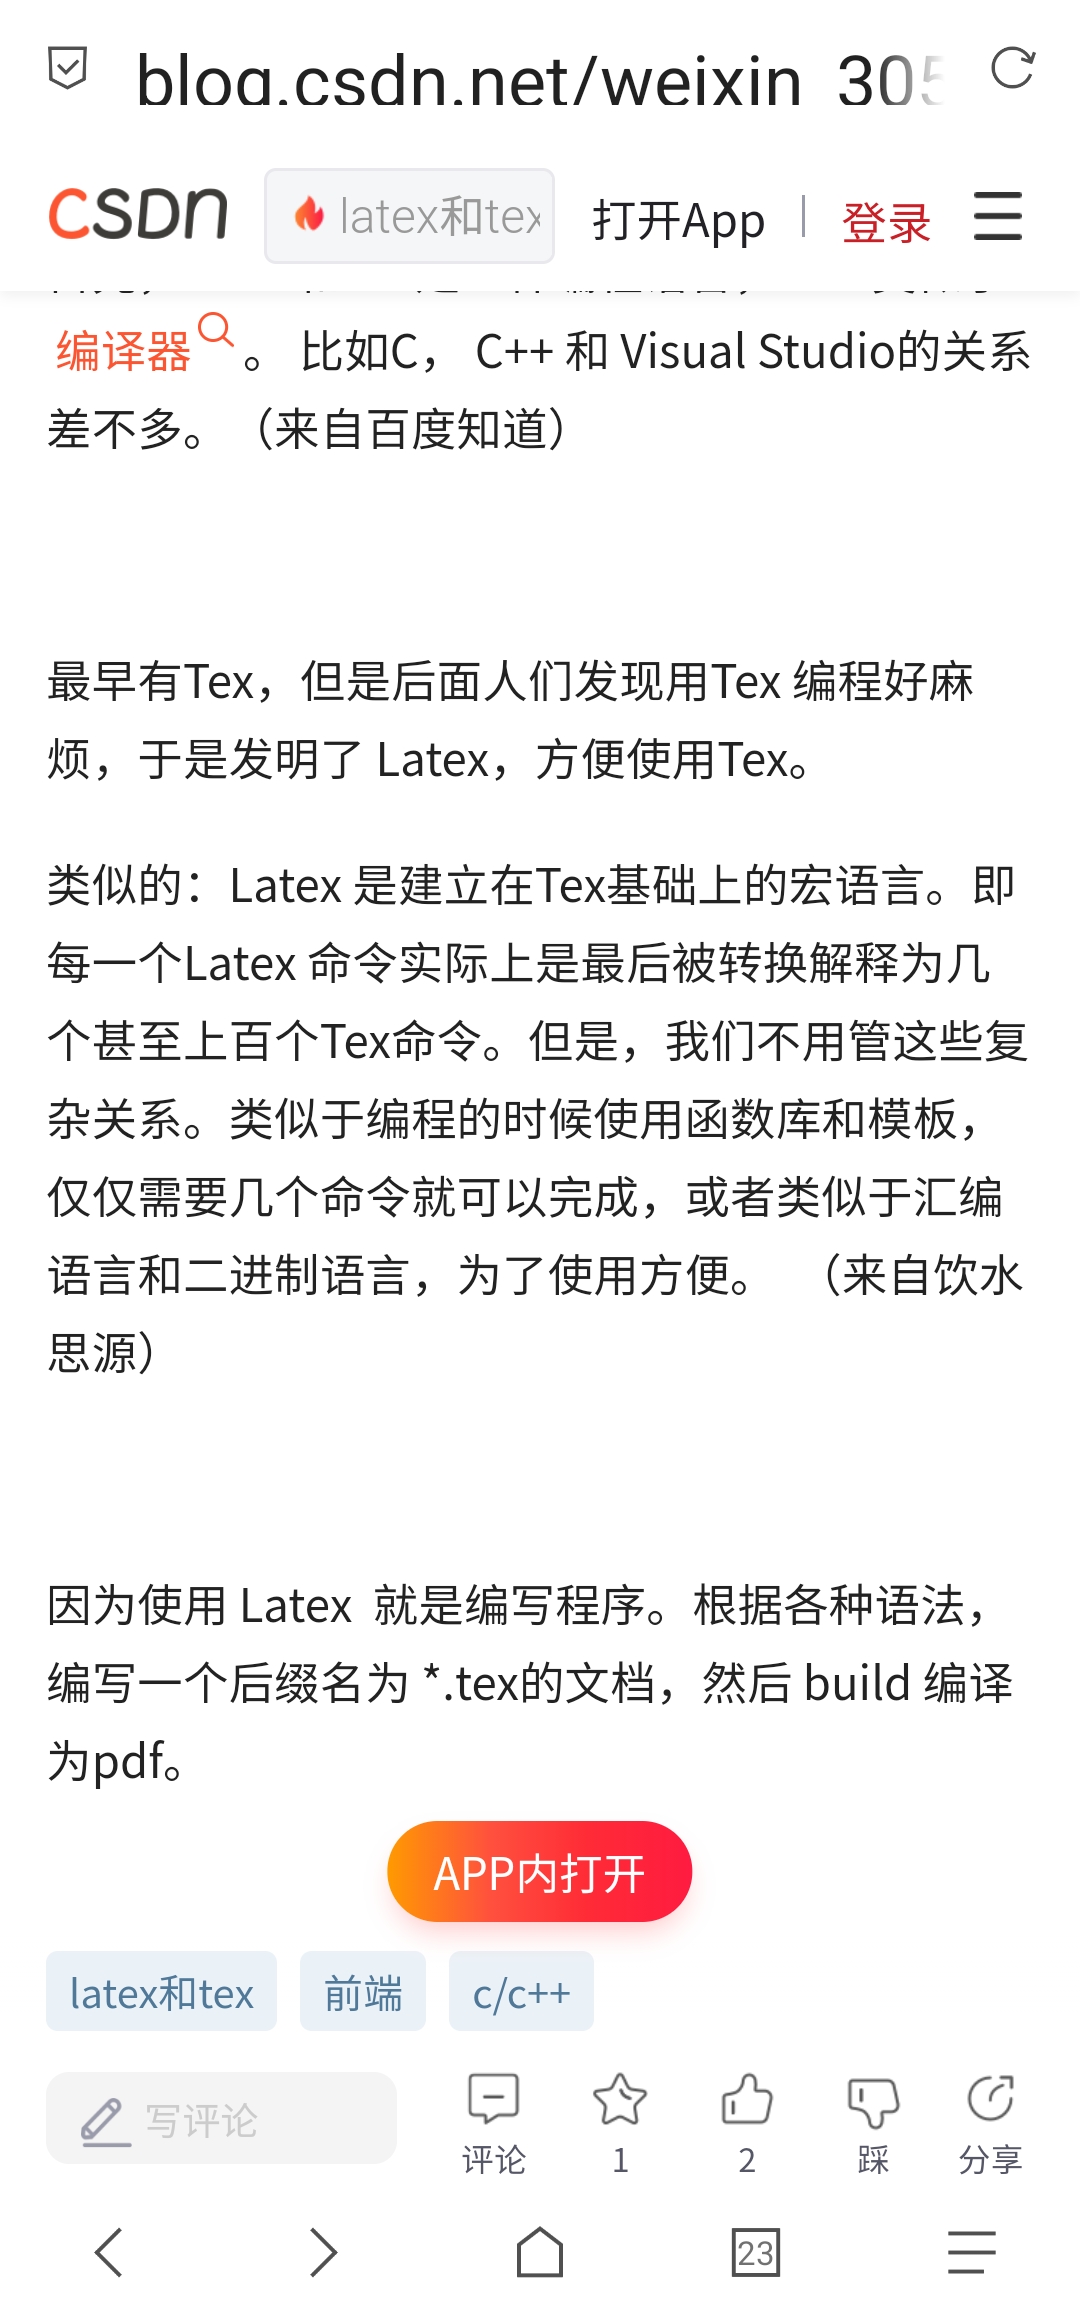 blog.csdn.net/weixin_305
CSDN latex和tex 打开App 登录
编译器。 比如C， C++ 和 Visual Studio的关系
差不多。（来自百度知道）
最早有Tex，但是后面人们发现用Tex 编程好麻
烦，于是发明了 Latex，方便使用Tex。
类似的：Latex 是建立在Tex基础上的宏语言。即
每一个Latex 命令实际上是最后被转换解释为几
个甚至上百个Tex命令。但是，我们不用管这些复
杂关系。类似于编程的时候使用函数库和模板，
仅仅需要几个命令就可以完成，或者类似于汇编
语言和二进制语言，为了使用方便。 （来自饮水
思源）
因为使用 Latex 就是编写程序。根据各种语法，
编写一个后缀名为 *.tex的文档，然后 build 编译
为pdf。
APP内打开
latex和tex 前端 c/c++
写评论 评论 1 2 踩 分享
23